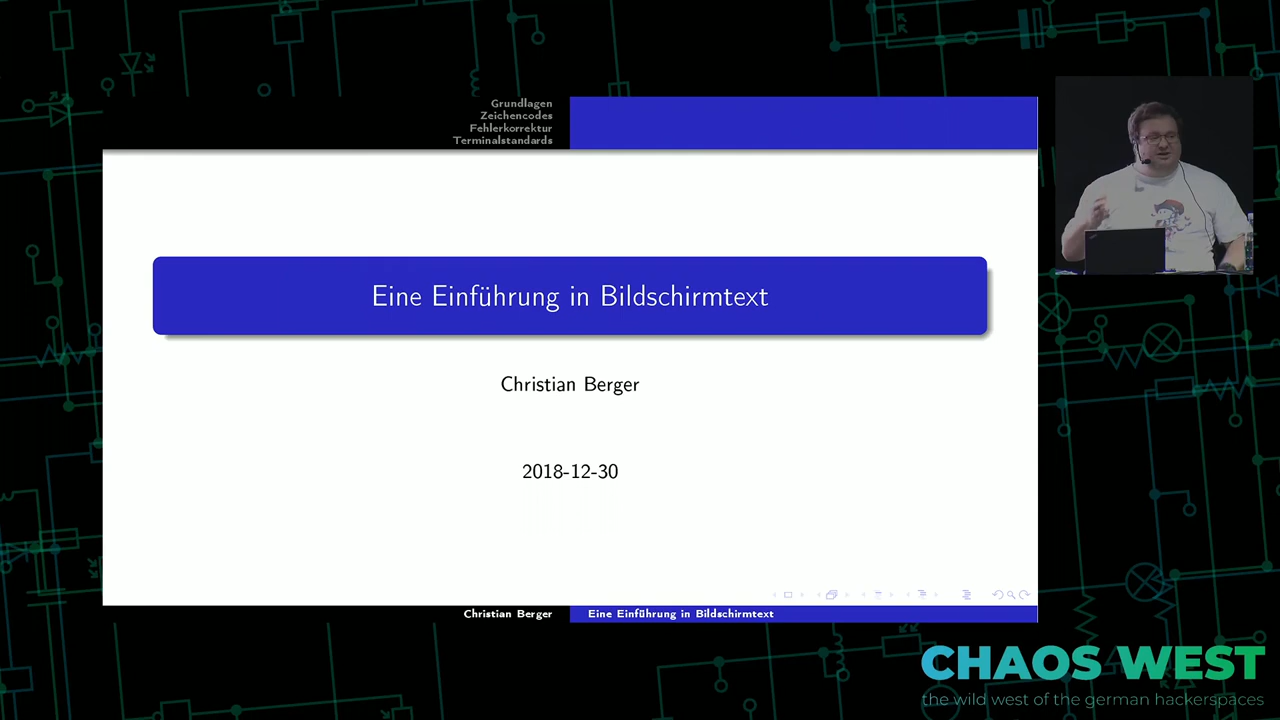 Grundlagen
Zeichencodes
Fehlerkorrektur
Terminalstandards
Eine Einführung in Bildschirmtext
Christian Berger
2018-12-30
Christian Berger
Eine Einführung in Bildschirmtext
CHAOS WEST
the wild west of the german hackerspaces